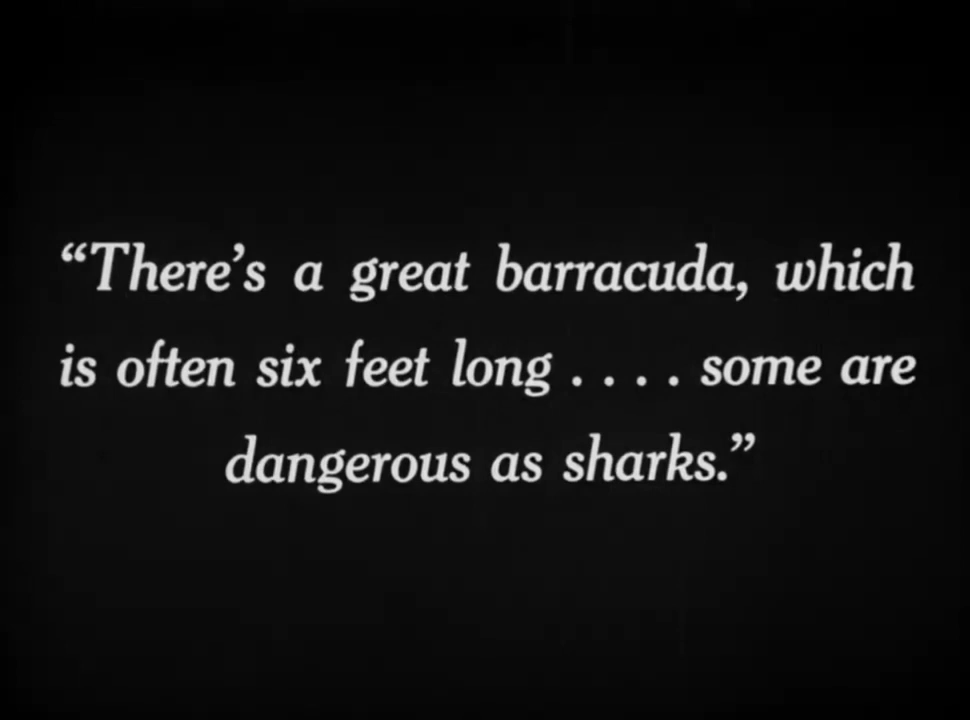 “There’s a great barracuda, which
is often six feet long . . . . some are
dangerous as sharks.”